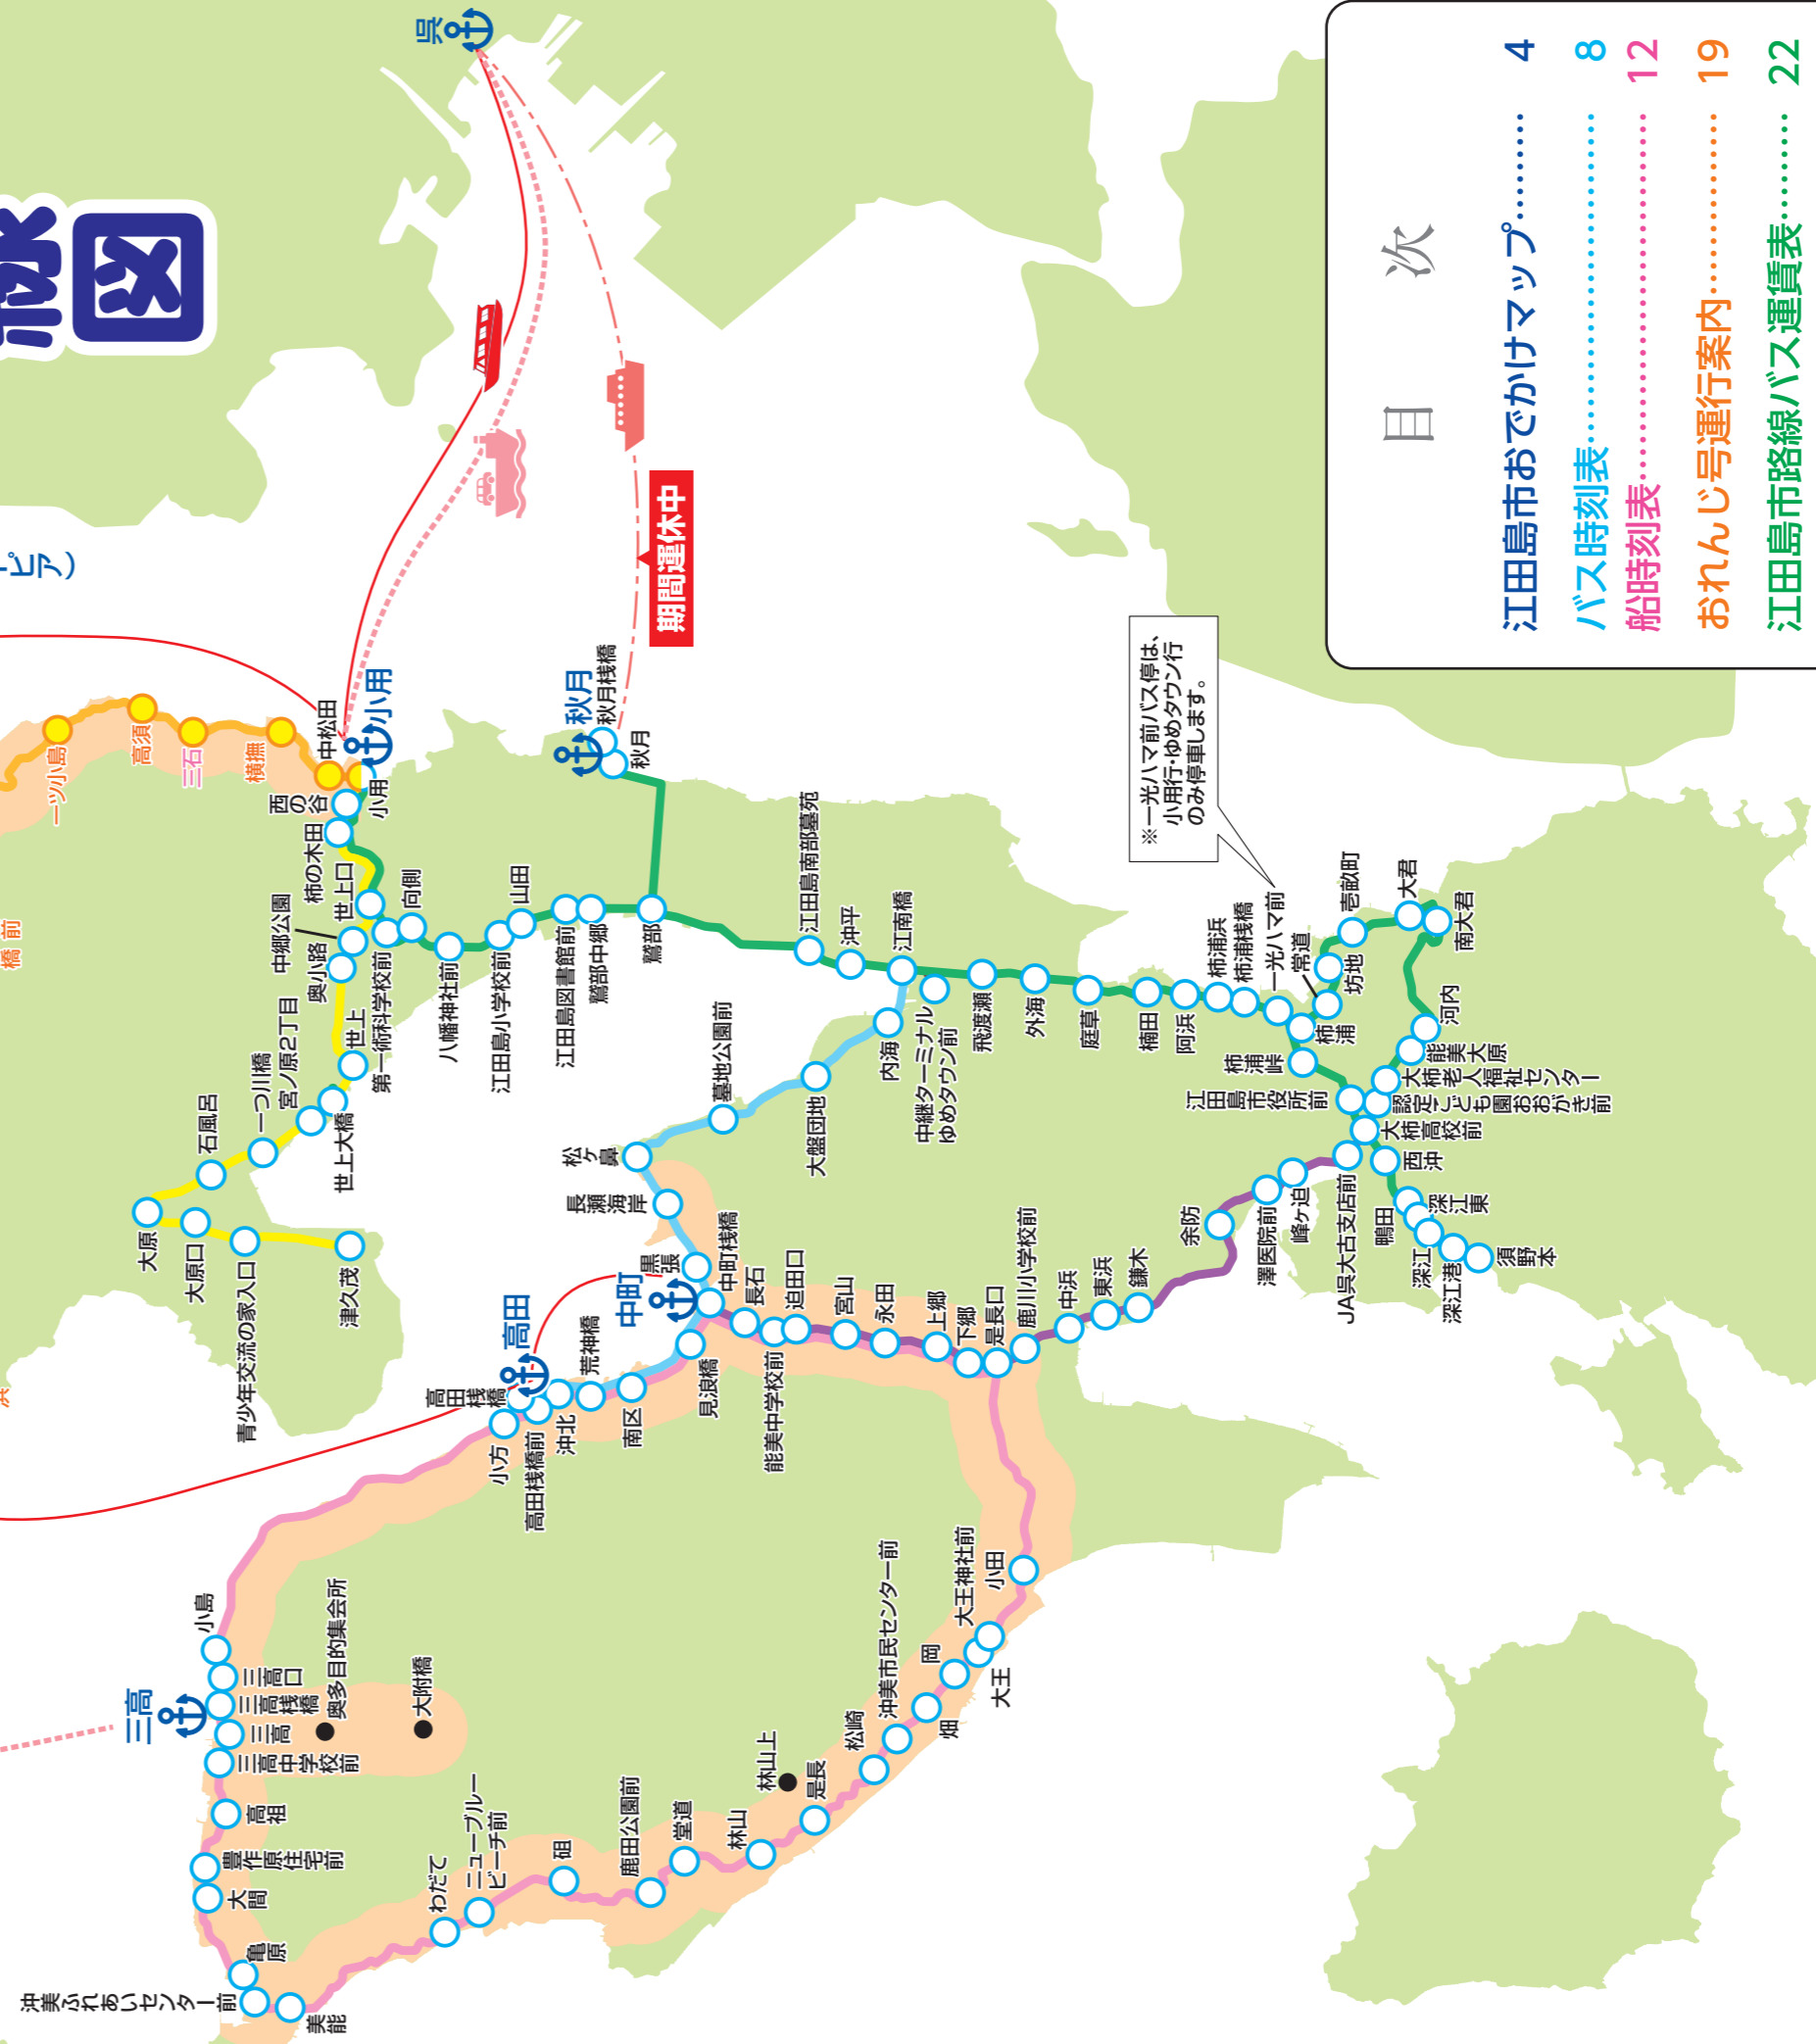 線
図
ーピア）
呉
期間運休中
一ツ小島
高須
三石
横撫
中松田
小用
小用
西の谷
柿の木田
世上口
中郷公園
奥小路
向側
第一術科学校前
世上
宮ノ原2丁目
一つ川橋
世上大橋
石風呂
大原
大原口
青少年交流の家入口
津久茂
八幡神社前
江田島小学校前
山田
江田島図書館前
鷲部中郷
鷲部
秋月
秋月桟橋
秋月
江田島南部墓苑
沖平
江南橋
中継ターミナル
ゆめタウン前
飛渡瀬
外海
庭草
楠田
阿浜
柿浦浜
柿浦桟橋
一光ハマ前
※一光ハマ前バス停は、
小用行・ゆめタウン行
のみ停車します。
常道
柿浦
坊地
壱畝町
大君
南大君
河内
能美大原
大柿老人福祉センター
認定こども園おおがき前
柿浦峠
江田島市役所前
大柿高校前
西沖
JA呉大古支店前
鴨田
深江東
深江
深江港
須野本
内海
大盤団地
墓地公園前
松ヶ鼻
長瀬海岸
黒張
中町
中町桟橋
見浪橋
南区
荒神橋
沖北
高田
高田桟橋
高田桟橋前
小方
長石
能美中学校前
迫田口
宮山
永田
上郷
下郷
是長口
鹿川小学校前
中浜
東浜
鎌木
余防
澤医院前
峰ヶ迫
小田
大王神社前
大王
岡
畑
沖美市民センター前
松崎
是長
林山上
林山
堂道
鹿田公園前
砠
ニューブルー
ビーチ前
わだて
美能
沖美ふれあいセンター前
亀原
大間
豊作原住宅前
高祖
三高中学校前
三高
三高
三高桟橋
三高口
小島
奥多目的集会所
大附橋
橋前
浜
目次
江田島市おでかけマップ………4
バス時刻表………8
船時刻表………12
おれんじ号運行案内………19
江田島市路線バス運賃表………22